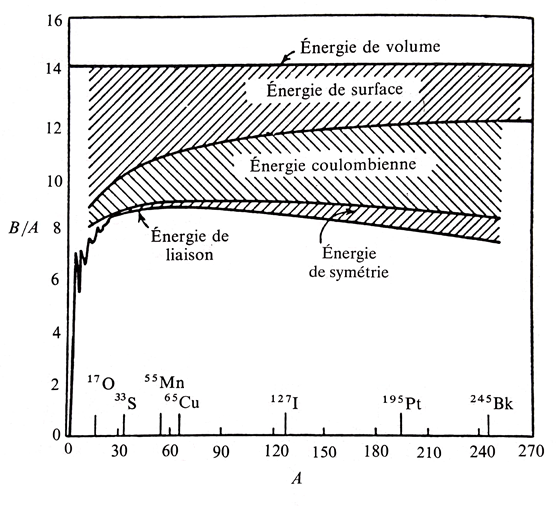 16
Énergie de volume
14
Énergie de surface
12
Énergie coulombienne
10
B/A
8
Énergie de
liaison
Énergie
de symétrie
6
4
2
0
¹⁷O
³³S
⁵⁵Mn
⁶⁵Cu
¹²⁷I
¹⁹⁵Pt
²⁴⁵Bk
0 30 60 90 120 150 180 210 240 270
A